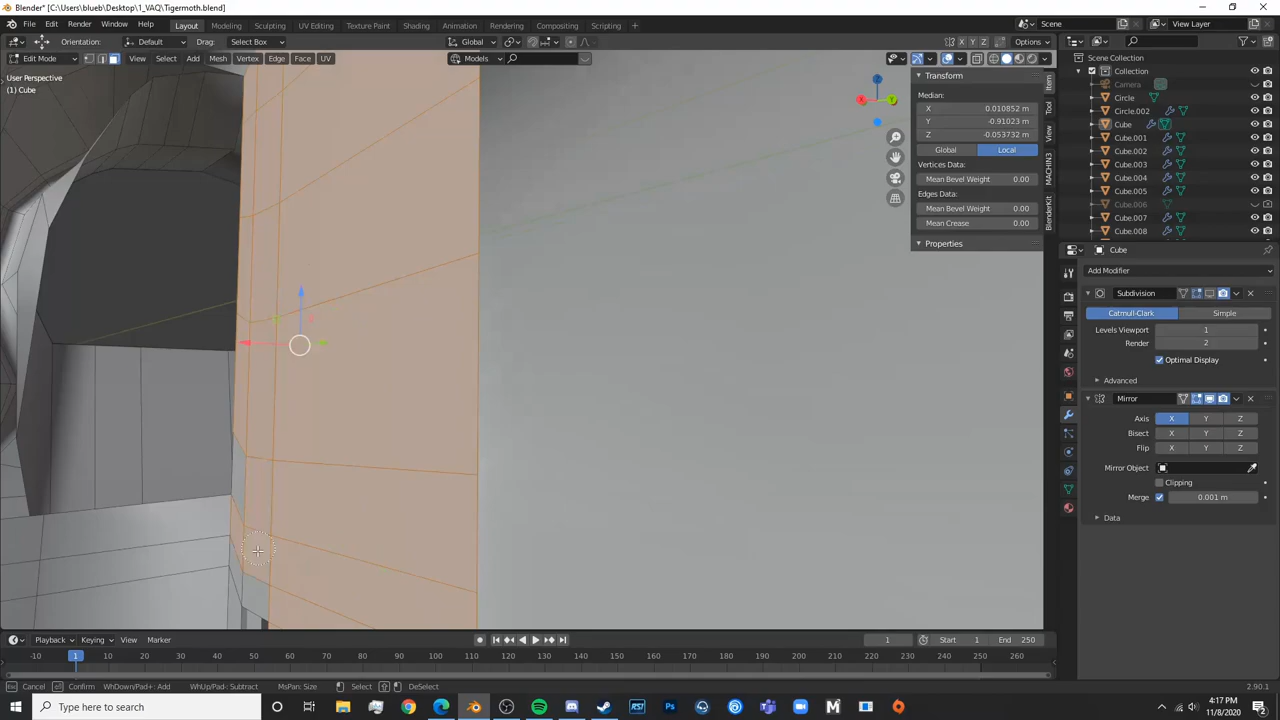 Blender* [C:\Users\blueb\Desktop\1_VAQ\Tigermoth.blend]
File Edit Render Window Help Layout Modeling Sculpting UV Editing Texture Paint Shading Animation Rendering Compositing Scripting Scene View Layer
Orientation: Default Drag: Select Box Global X Y Z Options
Edit Mode View Select Add Mesh Vertex Edge Face UV Models
User Perspective
(1) Cube
Transform
Median:
X 0.010852 m
Y -0.91023 m
Z -0.053732 m
Global Local
Vertices Data:
Mean Bevel Weight 0.00
Edges Data:
Mean Bevel Weight 0.00
Mean Crease 0.00
Properties
Item
Tool
View
MACHIN3
BlenderKit
Scene Collection
Collection
Camera
Circle
Circle.002
Cube
Cube.001
Cube.002
Cube.003
Cube.004
Cube.005
Cube.006
Cube.007
Cube.008
Cube
Add Modifier
Subdivision
Catmull-Clark Simple
Levels Viewport 1
Render 2
Optimal Display
Advanced
Mirror
Axis X Y Z
Bisect X Y Z
Flip X Y Z
Mirror Object
Clipping
Merge 0.001 m
Data
Playback Keying View Marker 1 Start 1 End 250
-10 1 10 20 30 40 50 60 70 80 90 100 110 120 130 140 150 160 170 180 190 200 210 220 230 240 250 260
Cancel Confirm WhDown/Pad+: Add WhUp/Pad-: Subtract MsPan: Size Select DeSelect 2.90.1
Type here to search
4:17 PM
11/8/2020